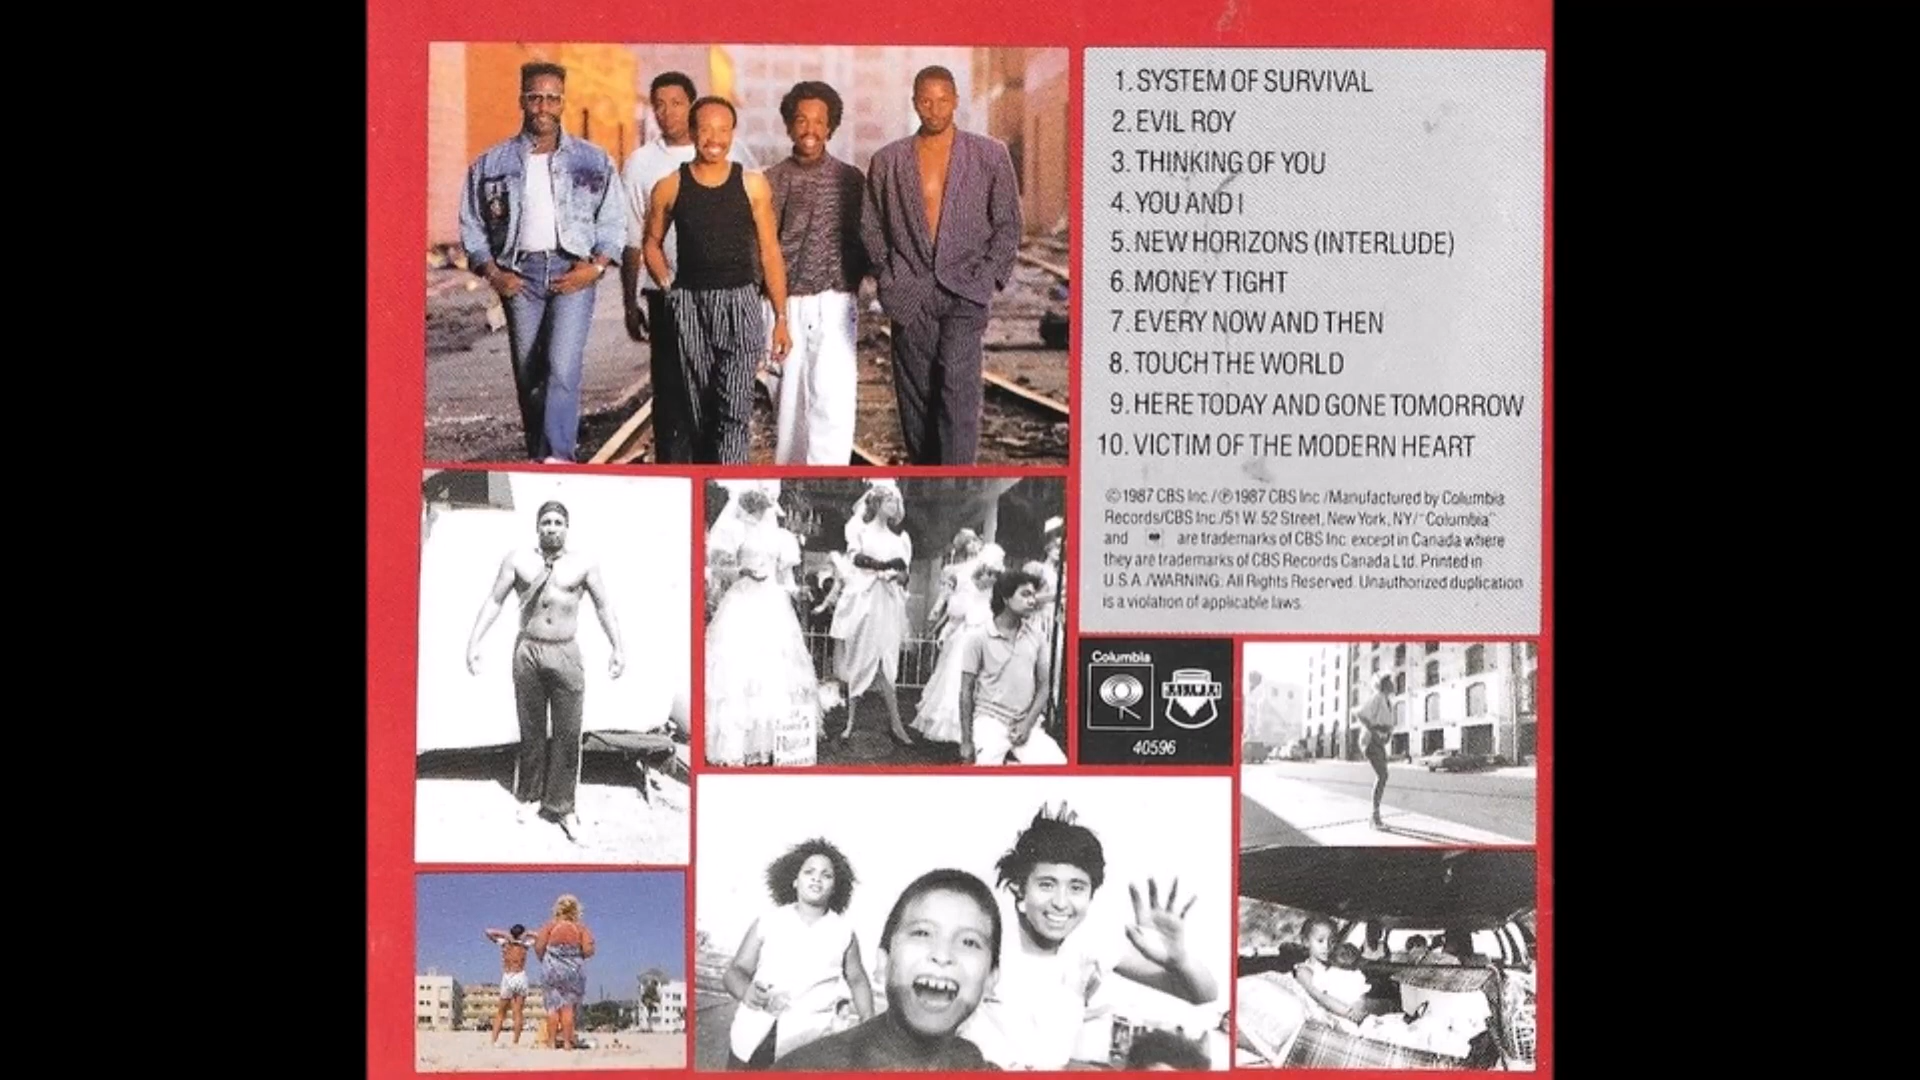 1. SYSTEM OF SURVIVAL
2. EVIL ROY
3. THINKING OF YOU
4. YOU AND I
5. NEW HORIZONS (INTERLUDE)
6. MONEY TIGHT
7. EVERY NOW AND THEN
8. TOUCH THE WORLD
9. HERE TODAY AND GONE TOMORROW
10. VICTIM OF THE MODERN HEART
©1987 CBS Inc./℗1987 CBS Inc./Manufactured by Columbia
Records/CBS Inc./51 W. 52 Street, New York, NY/"Columbia"
and are trademarks of CBS Inc. except in Canada where
they are trademarks of CBS Records Canada Ltd. Printed in
U.S.A./WARNING: All Rights Reserved. Unauthorized duplication
is a violation of applicable laws.
Columbia
40596